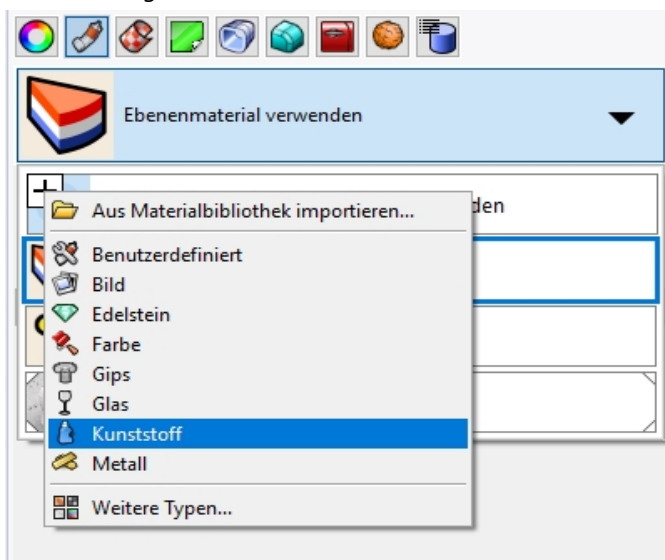 Ebenenmaterial verwenden
den
Aus Materialbibliothek importieren...
Benutzerdefiniert
Bild
Edelstein
Farbe
Gips
Glas
Kunststoff
Metall
Weitere Typen...